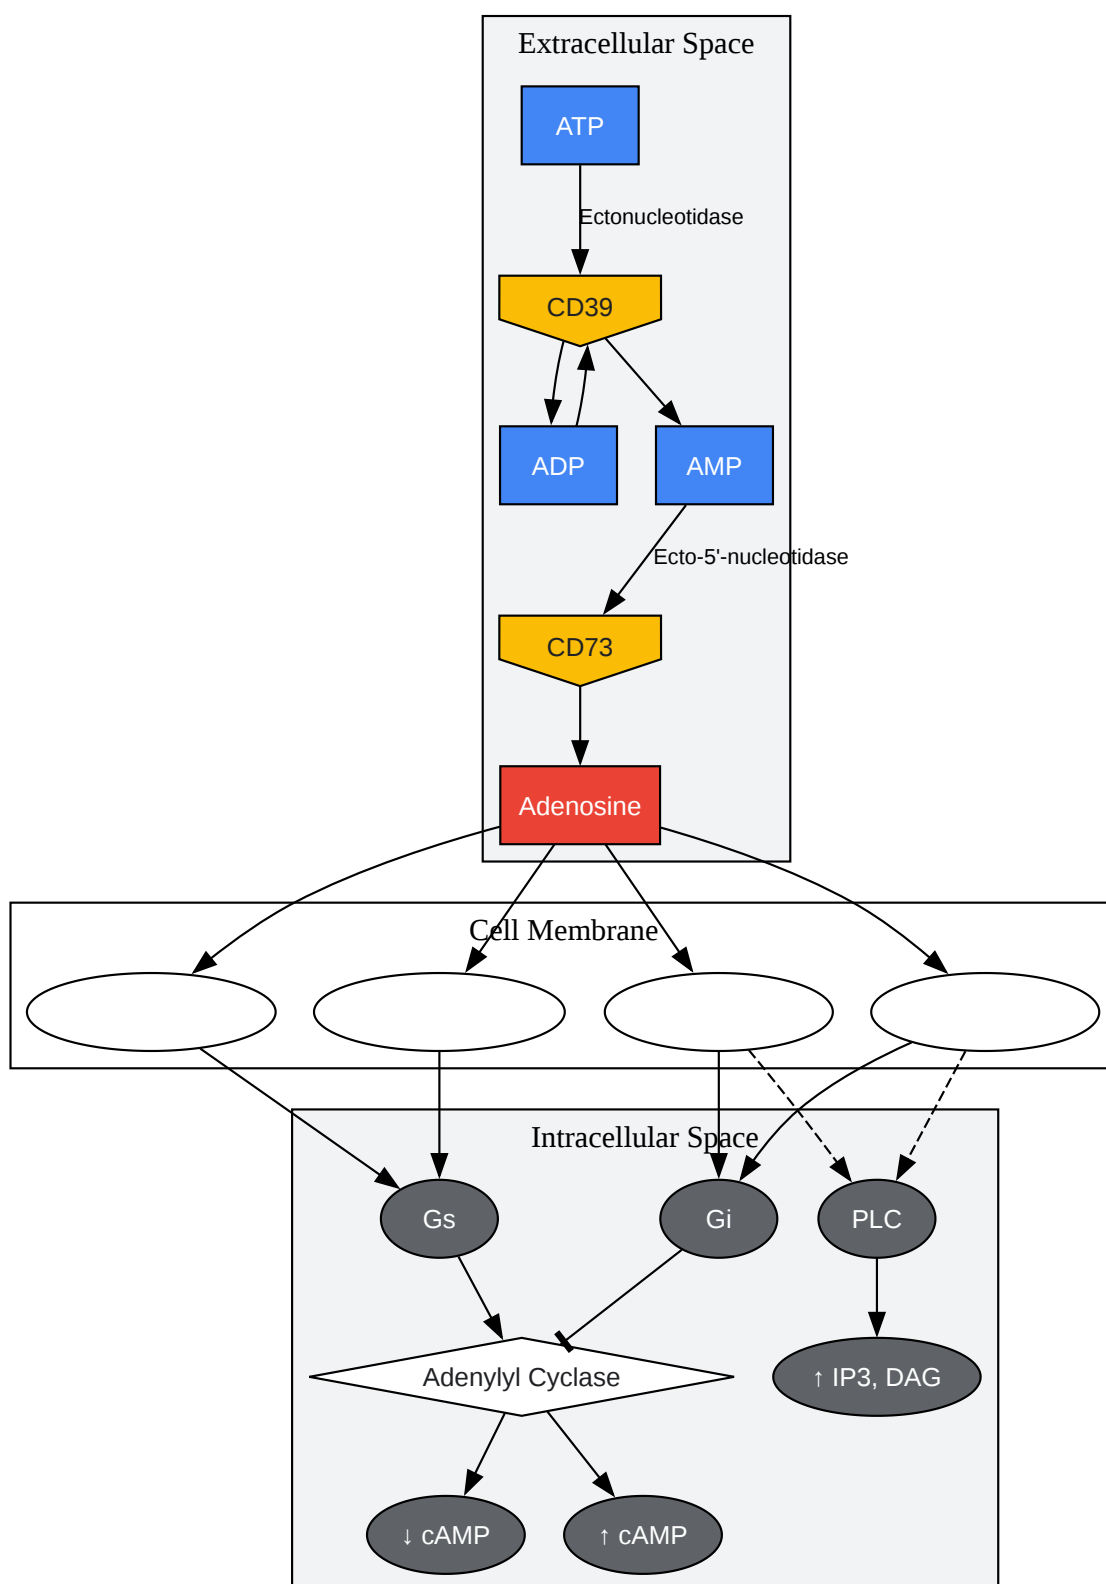 Extracellular Space
ATP
Ectonucleotidase
CD39
ADP
AMP
Ecto-5'-nucleotidase
CD73
Adenosine
Cell Membrane
Intracellular Space
Gs
Gi
PLC
Adenylyl Cyclase
↑ IP3, DAG
↓ cAMP
↑ cAMP